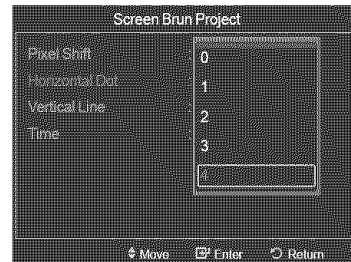 Screen Brun Project
Pixel Shift :
Horizontal Dot
Vertical Line
Time :
0
1
2
3
4
Move Enter Return